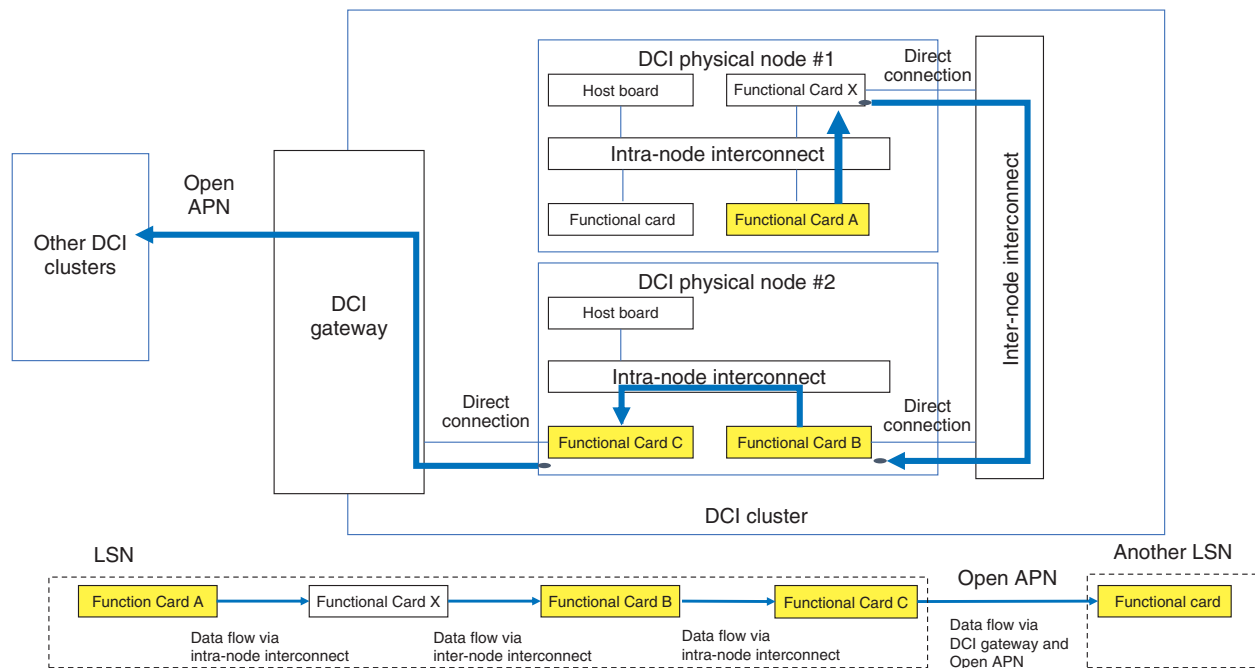 DCI physical node #1
Direct
connection
Host board
Functional Card X
Intra-node interconnect
Functional card
Functional Card A
Open
APN
Other DCI
clusters
DCI
gateway
Inter-node interconnect
DCI physical node #2
Host board
Intra-node interconnect
Direct
connection
Direct
connection
Functional Card C
Functional Card B
DCI cluster
LSN
Another LSN
Open APN
Function Card A
Functional Card X
Functional Card B
Functional Card C
Functional card
Data flow via
intra-node interconnect
Data flow via
inter-node interconnect
Data flow via
intra-node interconnect
Data flow via
DCI gateway and
Open APN